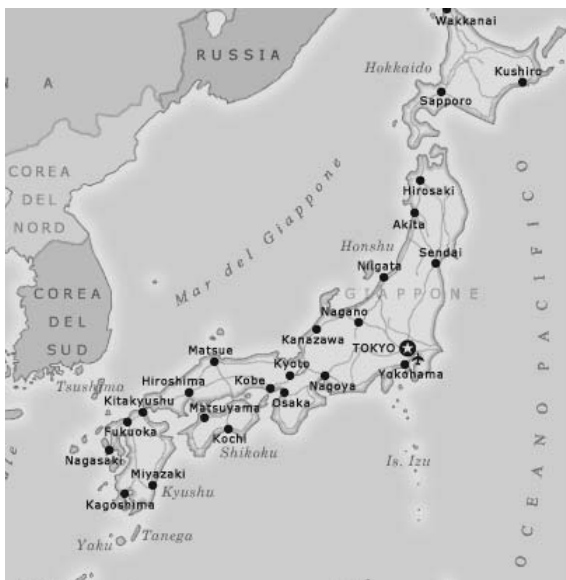 Wakkanai
RUSSIA
Hokkaido
Kushiro
N A
Sapporo
COREA
DEL
NORD
Hirosaki
Akita
Mar del Giappone
Honshu
Sendai
Niigata
COREA
DEL
SUD
GIAPPONE
Nagano
Kanazawa
TOKYO
Matsue
Kyoto
Yokohama
Tsushima
Hiroshima
Kobe
Nagoya
Kitakyushu
Matsuyama
Osaka
Fukuoka
Kochi
Shikoku
Nagasaki
Is. Izu
Miyazaki
Kyushu
Kagoshima
Tanega
Yaku
OCEANO PACIFICO